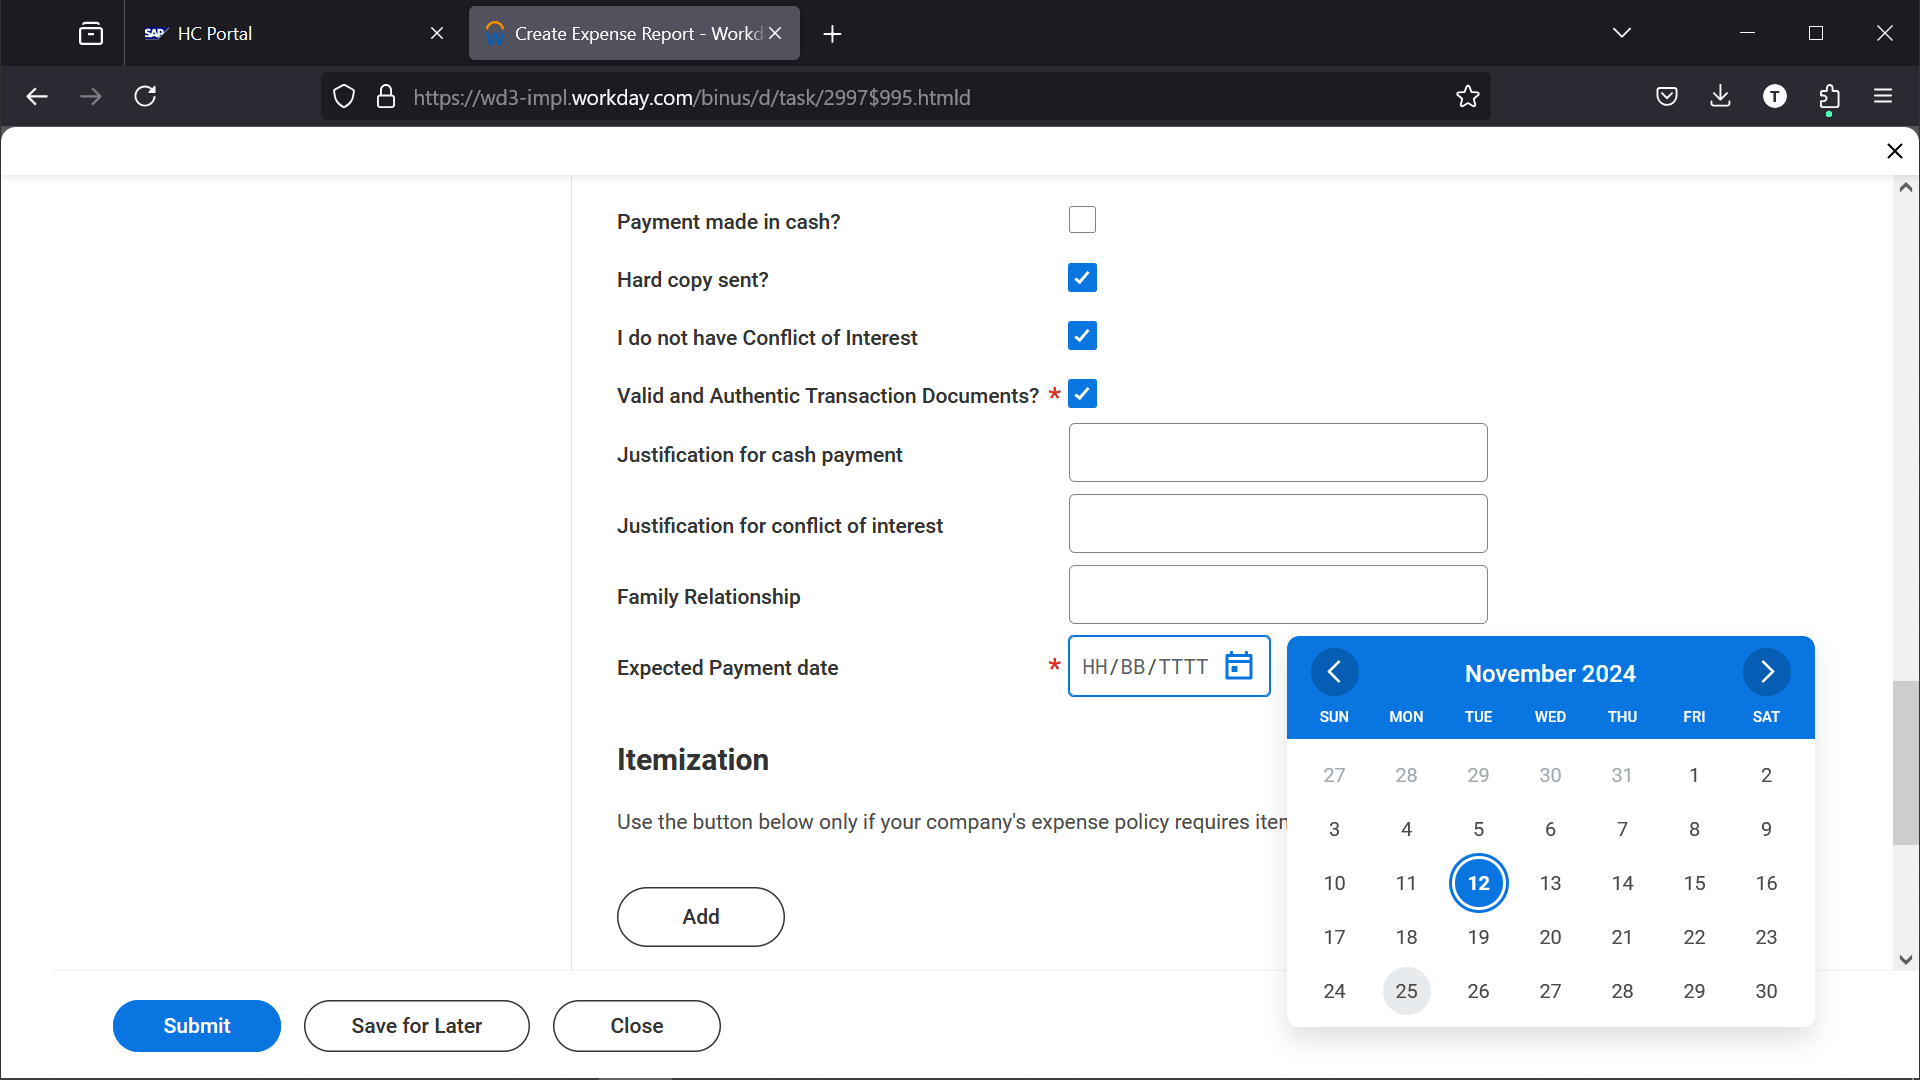 SAP HC Portal
Create Expense Report - Workd
https://wd3-impl.workday.com/binus/d/task/2997$995.htmld
T
Payment made in cash?
Hard copy sent?
I do not have Conflict of Interest
Valid and Authentic Transaction Documents? *
Justification for cash payment
Justification for conflict of interest
Family Relationship
Expected Payment date * HH/BB/TTTT
November 2024
SUN MON TUE WED THU FRI SAT
27 28 29 30 31 1 2
3 4 5 6 7 8 9
10 11 12 13 14 15 16
17 18 19 20 21 22 23
24 25 26 27 28 29 30
Itemization
Use the button below only if your company's expense policy requires iten
Add
Submit Save for Later Close